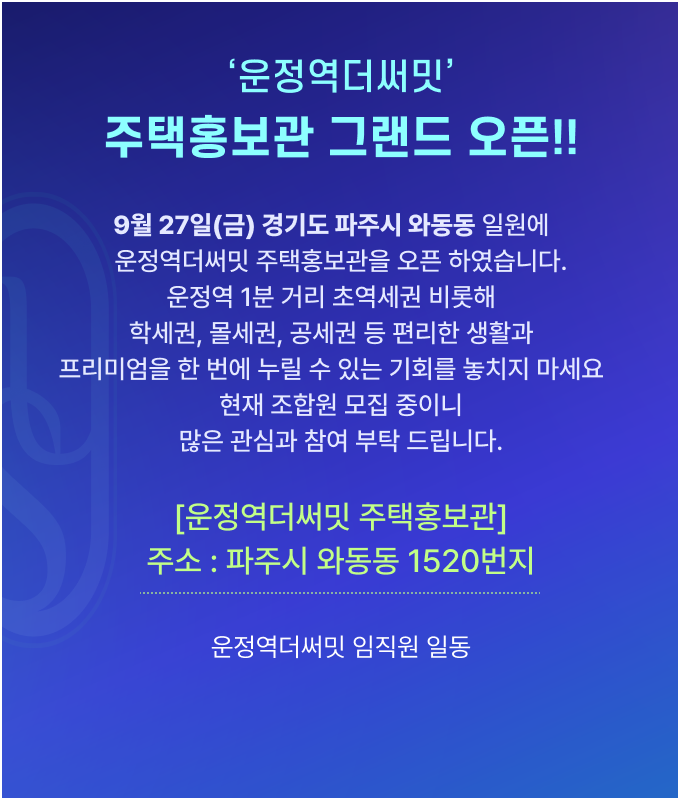 ‘운정역더써밋’
주택홍보관 그랜드 오픈!!
9월 27일(금) 경기도 파주시 와동동 일원에
운정역더써밋 주택홍보관을 오픈 하였습니다.
운정역 1분 거리 초역세권 비롯해
학세권, 몰세권, 공세권 등 편리한 생활과
프리미엄을 한 번에 누릴 수 있는 기회를 놓치지 마세요
현재 조합원 모집 중이니
많은 관심과 참여 부탁 드립니다.
[운정역더써밋 주택홍보관]
주소 : 파주시 와동동 1520번지
운정역더써밋 임직원 일동